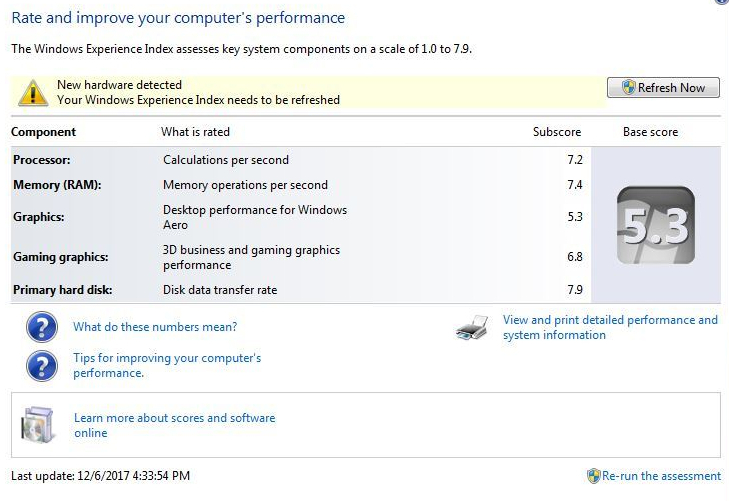 Rate and improve your computer's performance
The Windows Experience Index assesses key system components on a scale of 1.0 to 7.9.
New hardware detected
Your Windows Experience Index needs to be refreshed
Refresh Now
Component What is rated Subscore Base score
Processor: Calculations per second 7.2
Memory (RAM): Memory operations per second 7.4
Graphics: Desktop performance for Windows
Aero 5.3
Gaming graphics: 3D business and gaming graphics
performance 6.8
Primary hard disk: Disk data transfer rate 7.9
5.3
What do these numbers mean?
Tips for improving your computer's
performance.
View and print detailed performance and
system information
Learn more about scores and software
online
Last update: 12/6/2017 4:33:54 PM
Re-run the assessment